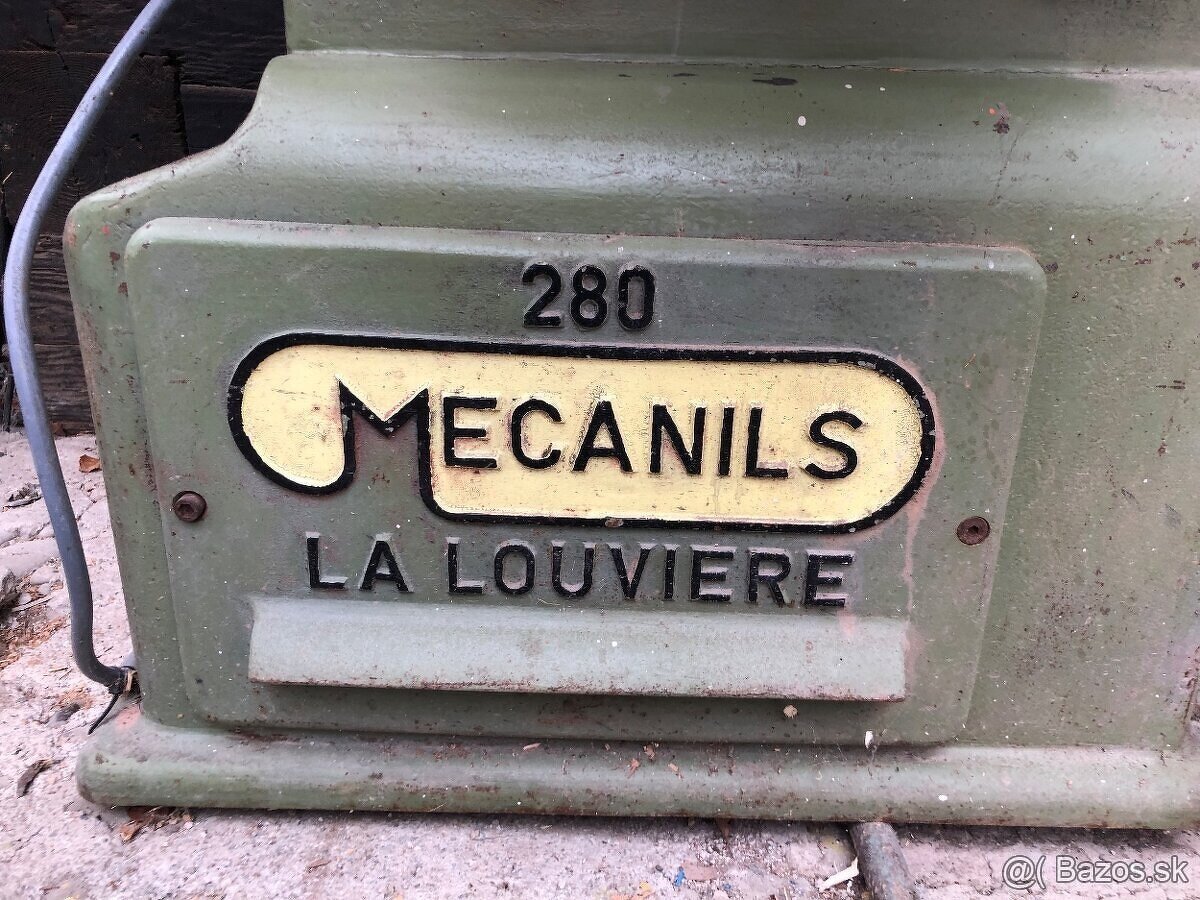 280
MECANILS
LA LOUVIERE
@( Bazos.sk